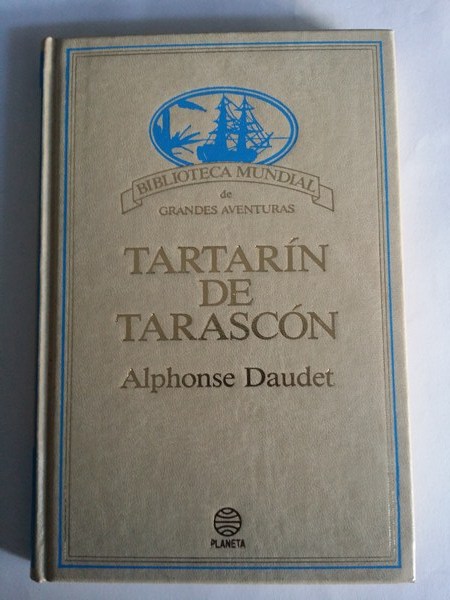 BIBLIOTECA MUNDIAL
de
GRANDES AVENTURAS
TARTARÍN
DE
TARASCÓN
Alphonse Daudet
PLANETA